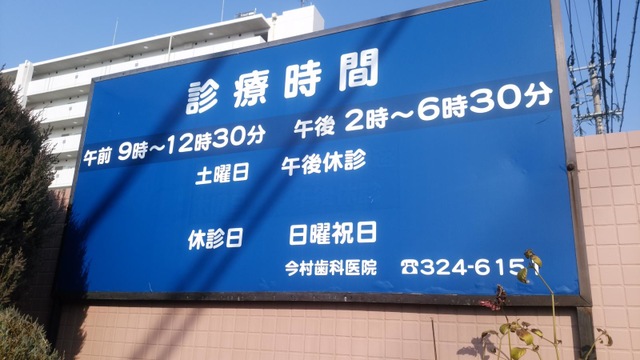 診療時間
午前 9時～12時30分 午後 2時～6時30分
土曜日 午後休診
休診日 日曜祝日
今村歯科医院 ☎324-615